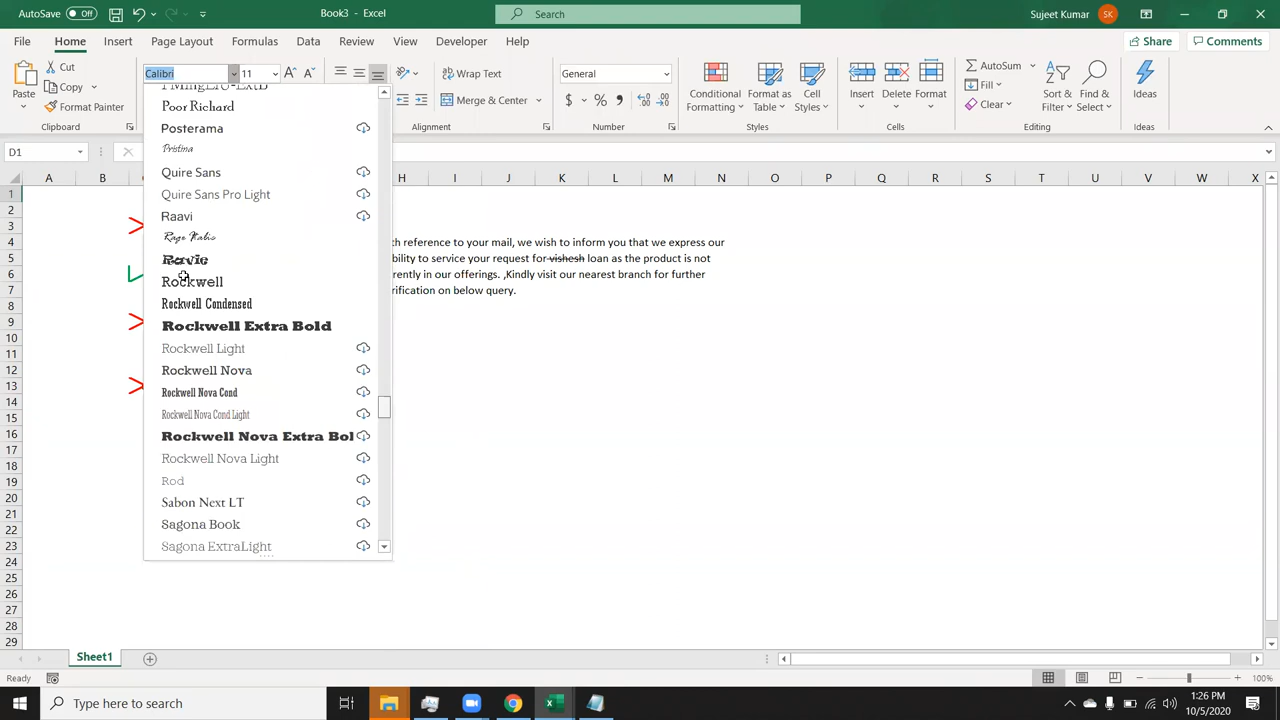 AutoSave Off Book3 - Excel Search Sujeet Kumar SK
File Home Insert Page Layout Formulas Data Review View Developer Help Share Comments
Paste Cut Copy Format Painter
Clipboard
Calibri 11
Wrap Text
Merge & Center
Alignment
General
$ % ,
Number
Conditional Formatting Format as Table Cell Styles
Styles
Insert Delete Format
Cells
AutoSum Fill Clear
Sort & Filter Find & Select
Editing
Ideas
Ideas
D1
A B H I J K L M N O P Q R S T U V W X
1
2
3
4
5
6
7
8
9
10
11
12
13
14
15
16
17
18
19
20
21
22
23
24
25
26
27
28
29
Poor Richard
Posterama
Pristina
Quire Sans
Quire Sans Pro Light
Raavi
Rage Italic
Ravie
Rockwell
Rockwell Condensed
Rockwell Extra Bold
Rockwell Light
Rockwell Nova
Rockwell Nova Cond
Rockwell Nova Cond Light
Rockwell Nova Extra Bol
Rockwell Nova Light
Rod
Sabon Next LT
Sagona Book
Sagona ExtraLight
th reference to your mail, we wish to inform you that we express our
bility to service your request for vishesh loan as the product is not
rrently in our offerings. ,Kindly visit our nearest branch for further
rification on below query.
Sheet1
Ready 100%
Type here to search
1:26 PM
10/5/2020